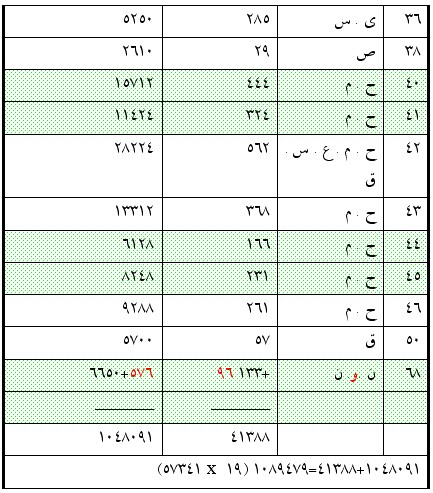 ٣٦ ى . س ٢٨٥ ٥٢٥٠
٣٨ ص ٢٩ ٢٦١٠
٤٠ ح . م ٤٤٤ ١٥٧١٢
٤١ ح . م ٣٢٤ ١١٤٢٤
٤٢ ح . م . ع . س . ٥٦٢ ٢٨٢٢٤
ق
٤٣ ح . م ٣٦٨ ١٣٣١٢
٤٤ ح . م ١٦٦ ٦١٢٨
٤٥ ح . م ٢٣١ ٨٢٤٨
٤٦ ح . م ٢٦١ ٩٢٨٨
٥٠ ق ٥٧ ٥٧٠٠
٦٨ ن .و. ن ١٣٣+ ٩٦ ٥٧٦+٦٦٥٠
٤١٣٨٨ ١٠٤٨٠٩١
١٠٤٨٠٩١+٤١٣٨٨=١٠٨٩٤٧٩ (١٩ X ٥٧٣٤١)